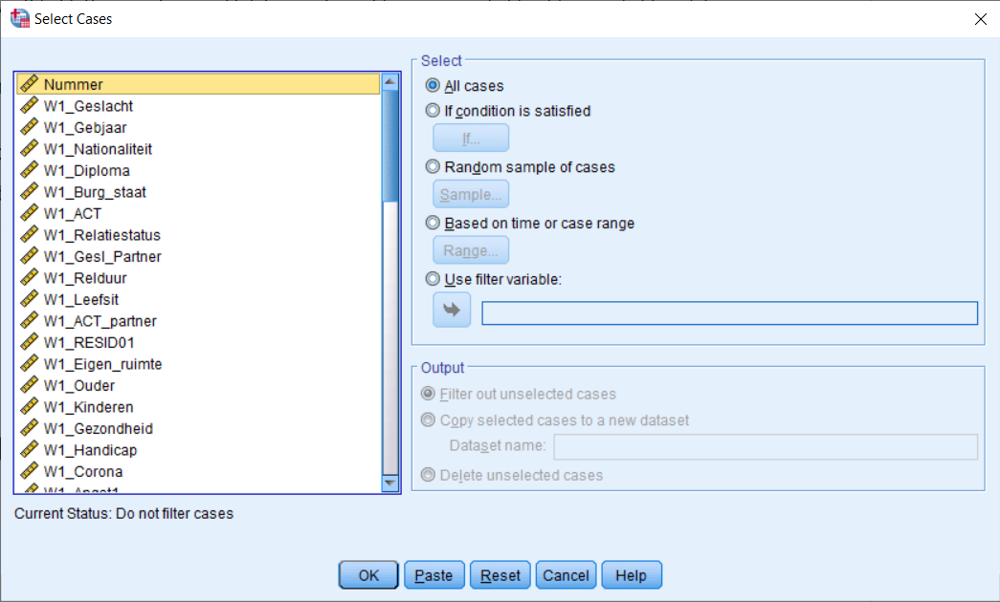 Select Cases
Nummer
W1_Geslacht
W1_Gebjaar
W1_Nationaliteit
W1_Diploma
W1_Burg_staat
W1_ACT
W1_Relatiestatus
W1_Gesl_Partner
W1_Relduur
W1_Leefsit
W1_ACT_partner
W1_RESID01
W1_Eigen_ruimte
W1_Ouder
W1_Kinderen
W1_Gezondheid
W1_Handicap
W1_Corona
W1_Angst1
Current Status: Do not filter cases
Select
All cases
If condition is satisfied
If...
Random sample of cases
Sample...
Based on time or case range
Range...
Use filter variable:
Output
Filter out unselected cases
Copy selected cases to a new dataset
Dataset name:
Delete unselected cases
OK Paste Reset Cancel Help